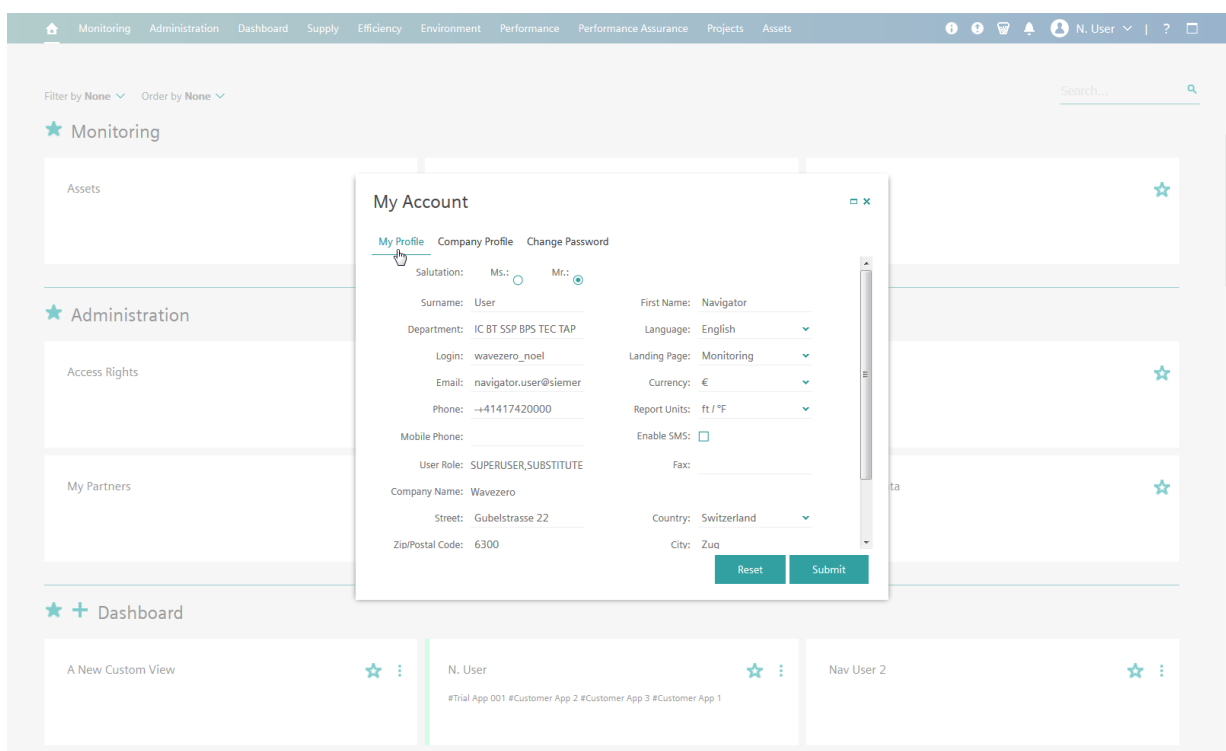 Monitoring Administration Dashboard Supply Efficiency Environment Performance Performance Assurance Projects Assets N. User | ?
Filter by None Order by None Search...
Monitoring
Assets
My Account
My Profile Company Profile Change Password
Salutation: Ms.: Mr.:
Surname: User First Name: Navigator
Department: IC BT SSP BPS TEC TAP Language: English
Login: wavezero_noel Landing Page: Monitoring
Email: navigator.user@siemer Currency: €
Phone: -+41417420000 Report Units: ft / °F
Mobile Phone: Enable SMS:
User Role: SUPERUSER,SUBSTITUTE Fax:
Company Name: Wavezero
Street: Gubelstrasse 22 Country: Switzerland
Zip/Postal Code: 6300 City: Zug
Reset Submit
Administration
Access Rights
My Partners
ta
Dashboard
A New Custom View N. User Nav User 2
#Trial App 001 #Customer App 2 #Customer App 3 #Customer App 1